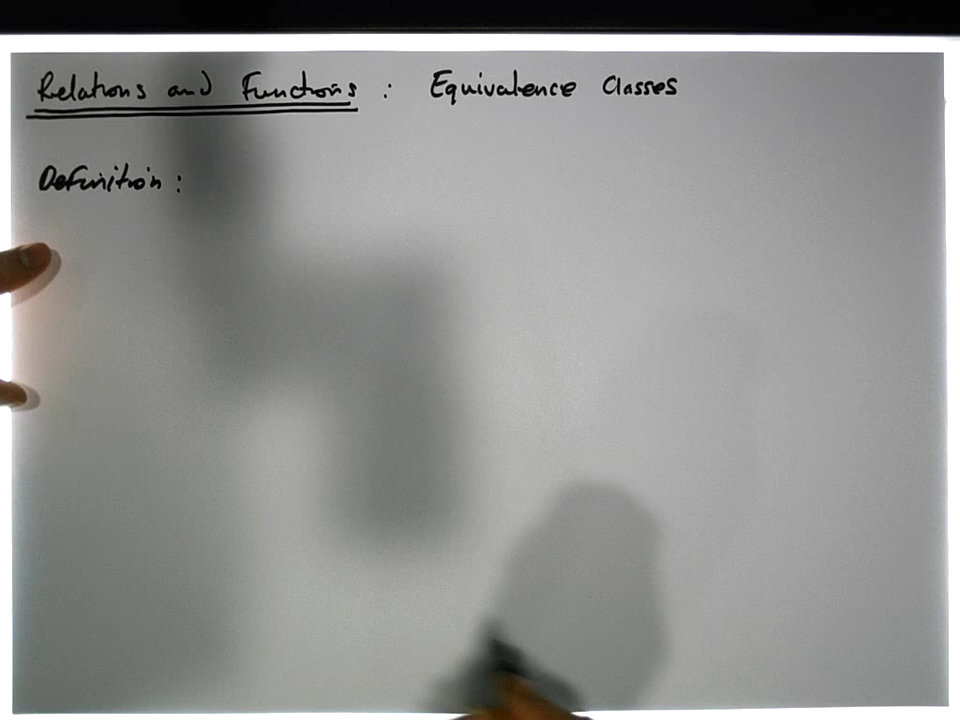 Relations and Functions : Equivalence Classes
Definition :